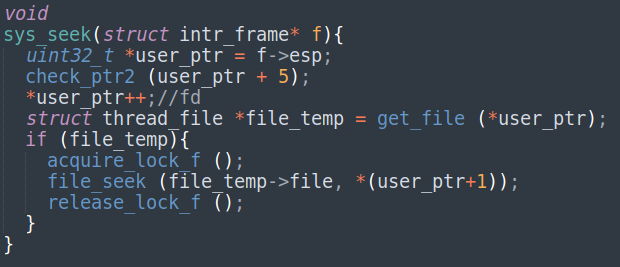 void
sys_seek(struct intr_frame* f){
  uint32_t *user_ptr = f->esp;
  check_ptr2 (user_ptr + 5);
  *user_ptr++;//fd
  struct thread_file *file_temp = get_file (*user_ptr);
  if (file_temp){
    acquire_lock_f ();
    file_seek (file_temp->file, *(user_ptr+1));
    release_lock_f ();
  }
}